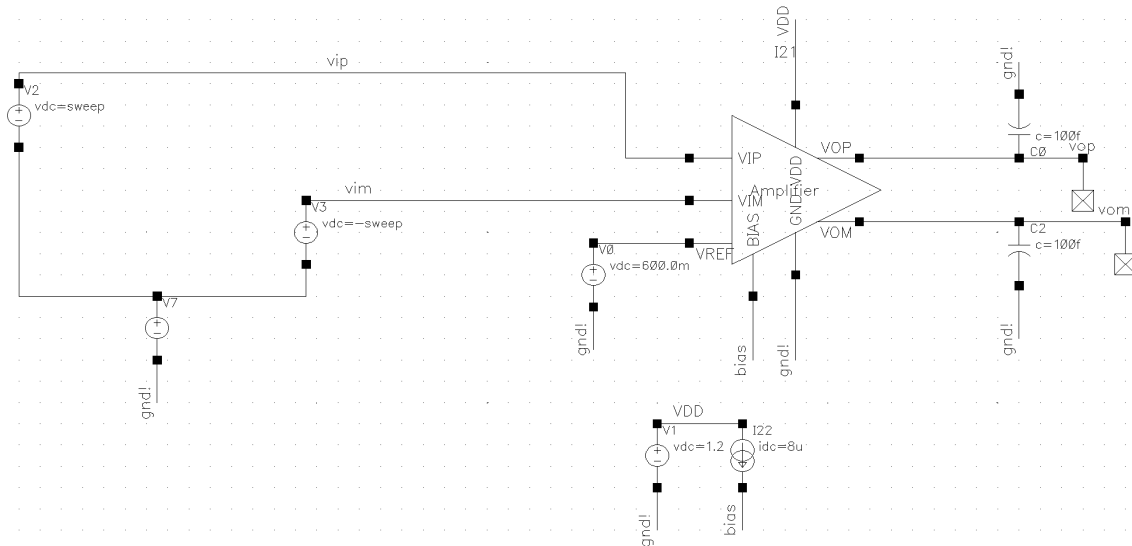 VDD
I21
gnd!
vip
V2
vdc=sweep
c=100f
C0
vop
VOP
VIP
VDD
Amplifier
vim
V3
vdc=-sweep
VIM
GND
vom
C2
c=100f
VOM
BIAS
VREF
V0
vdc=600.0m
V7
gnd!
bias
gnd!
gnd!
gnd!
VDD
V1
vdc=1.2
I22
idc=8u
gnd!
bias